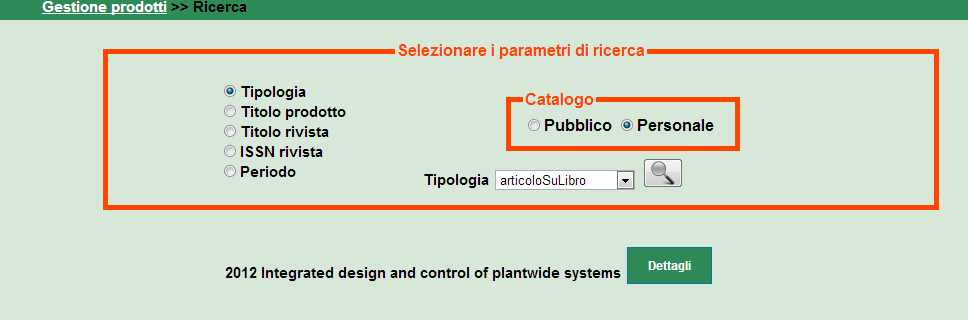 Gestione prodotti >> Ricerca
Selezionare i parametri di ricerca
Tipologia
Titolo prodotto
Titolo rivista
ISSN rivista
Periodo
Catalogo
Pubblico Personale
Tipologia articoloSuLibro
2012 Integrated design and control of plantwide systems Dettagli